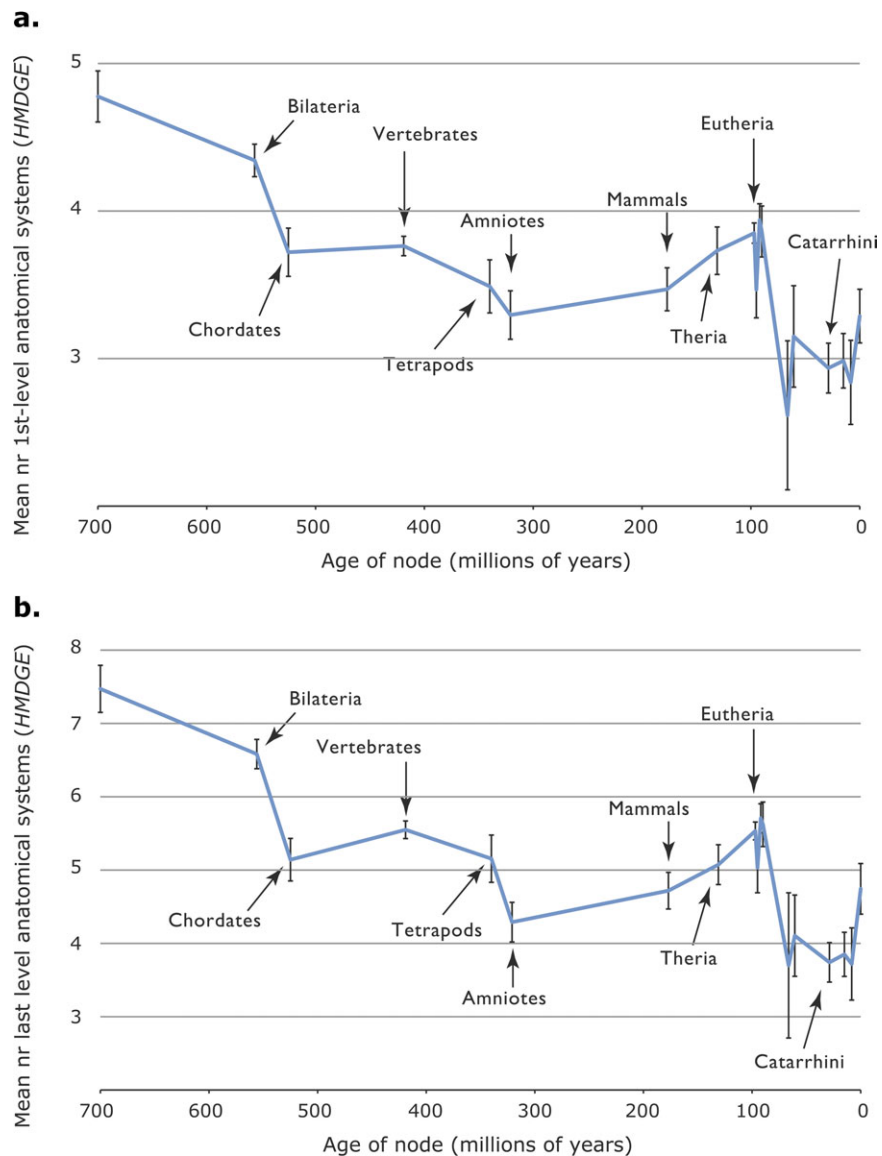 a.
Mean nr 1st-level anatomical systems (HMDGE)
5
4
3
Bilateria
Vertebrates
Eutheria
Mammals
Amniotes
Catarrhini
Chordates
Tetrapods
Theria
700 600 500 400 300 200 100 0
Age of node (millions of years)
b.
Mean nr last level anatomical systems (HMDGE)
8
7
6
5
4
3
Bilateria
Eutheria
Vertebrates
Mammals
Chordates
Tetrapods
Theria
Amniotes
Catarrhini
700 600 500 400 300 200 100 0
Age of node (millions of years)